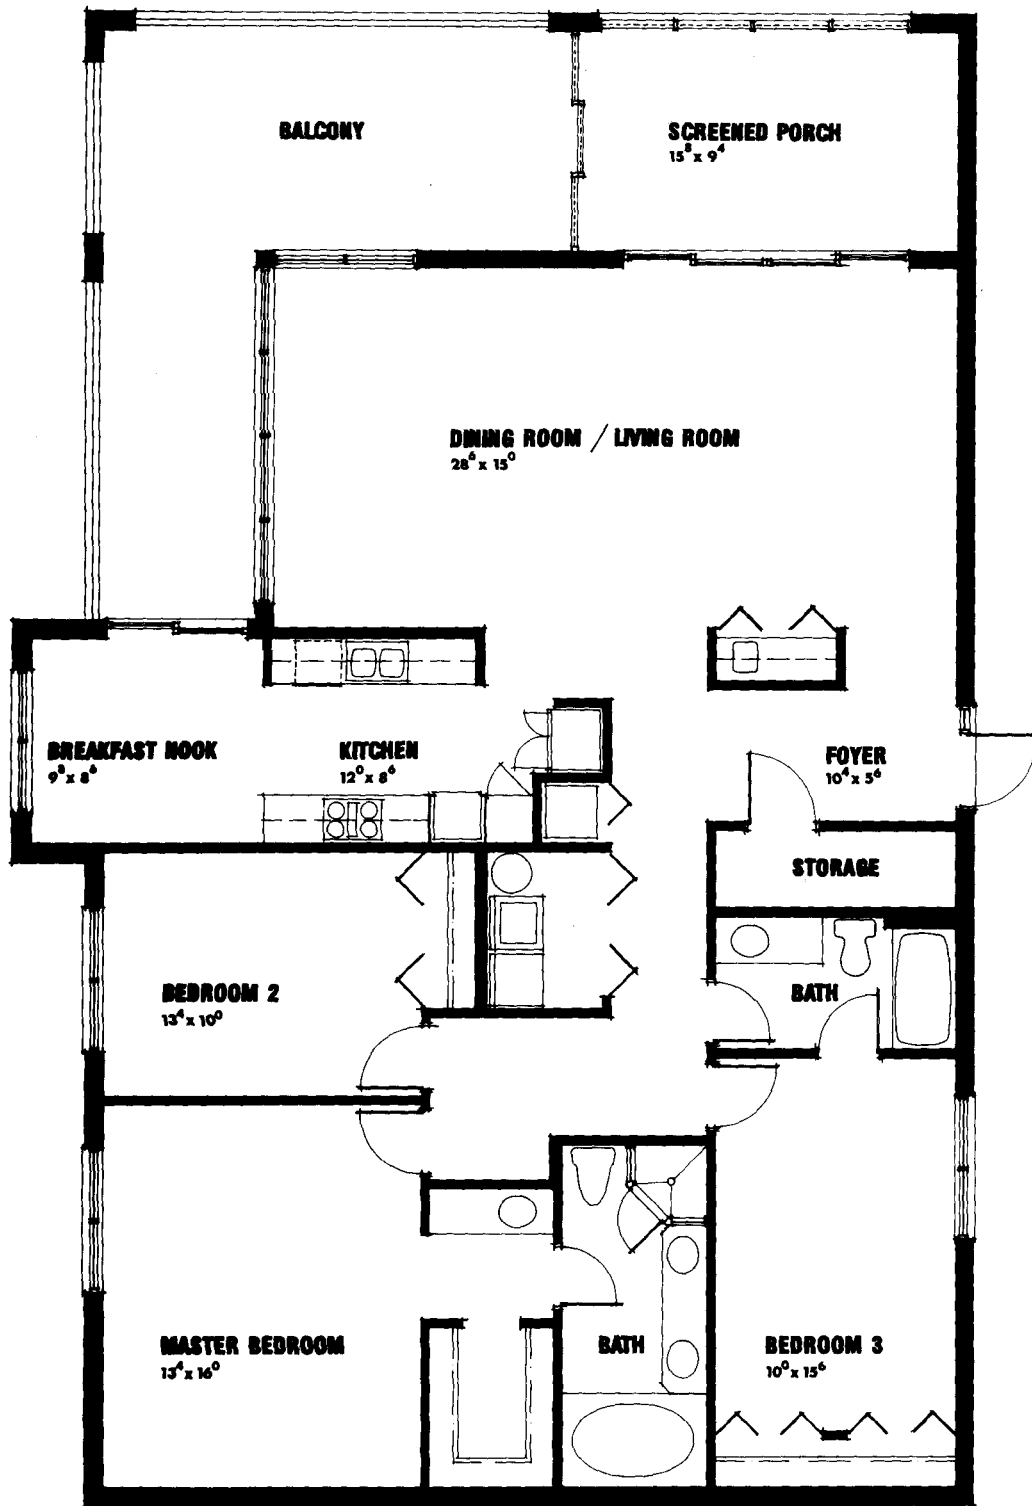 BALCONY
SCREENED PORCH
15⁸ x 9⁴
DINING ROOM / LIVING ROOM
28⁶ x 15⁰
BREAKFAST NOOK
9⁸ x 8⁶
KITCHEN
12⁰ x 8⁶
FOYER
10⁴ x 5⁶
STORAGE
BEDROOM 2
13⁴ x 10⁰
BATH
MASTER BEDROOM
13⁴ x 16⁰
BATH
BEDROOM 3
10⁰ x 15⁶